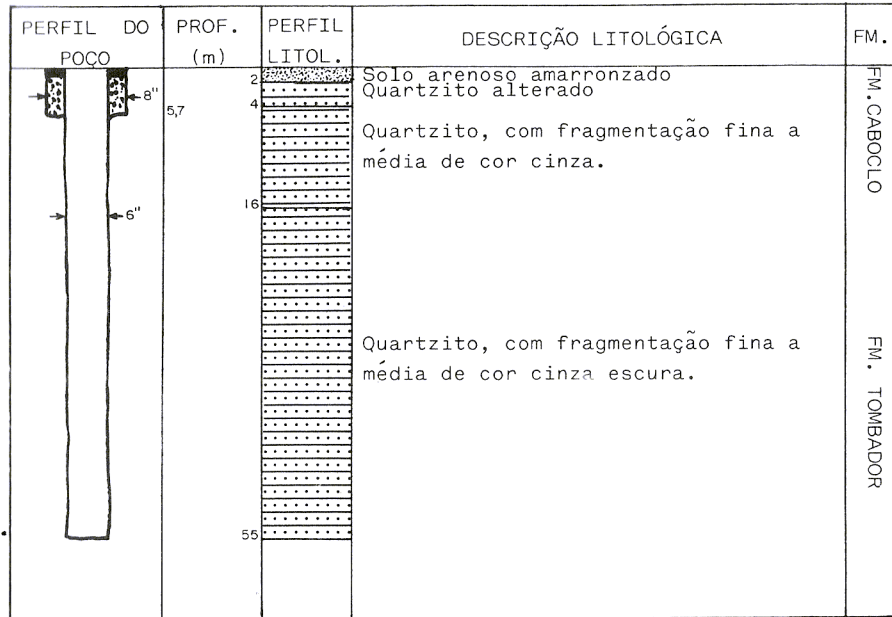 PERFIL DO POÇO
PROF. (m)
PERFIL LITOL.
DESCRIÇÃO LITOLÓGICA
FM.
2
Solo arenoso amarronzado
8"
Quartzito alterado
4
5,7
Quartzito, com fragmentação fina a
média de cor cinza.
FM. CABOCLO
16
6"
Quartzito, com fragmentação fina a
média de cor cinza escura.
FM. TOMBADOR
55